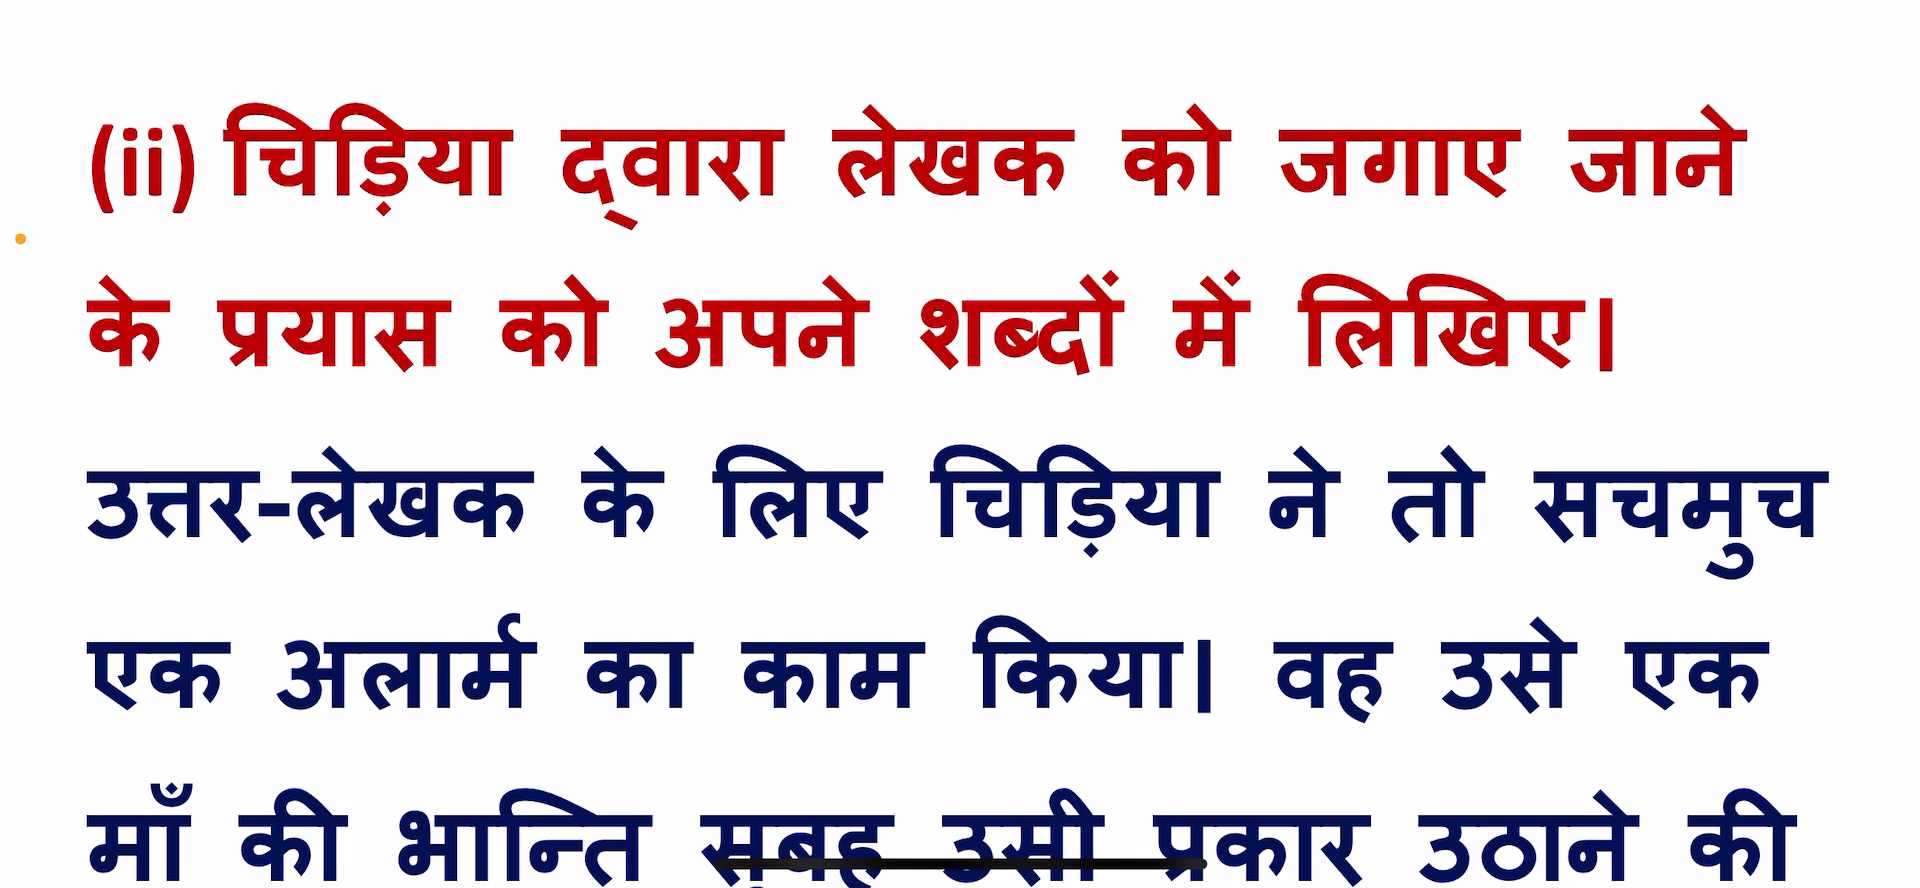 (ii) चिड़िया द्‌वारा लेखक को जगाए जाने
के प्रयास को अपने शब्दों में लिखिए।
उत्तर-लेखक के लिए चिड़िया ने तो सचमुच
एक अलार्म का काम किया। वह उसे एक
माँ की भान्ति सुबह उसी प्रकार उठाने की